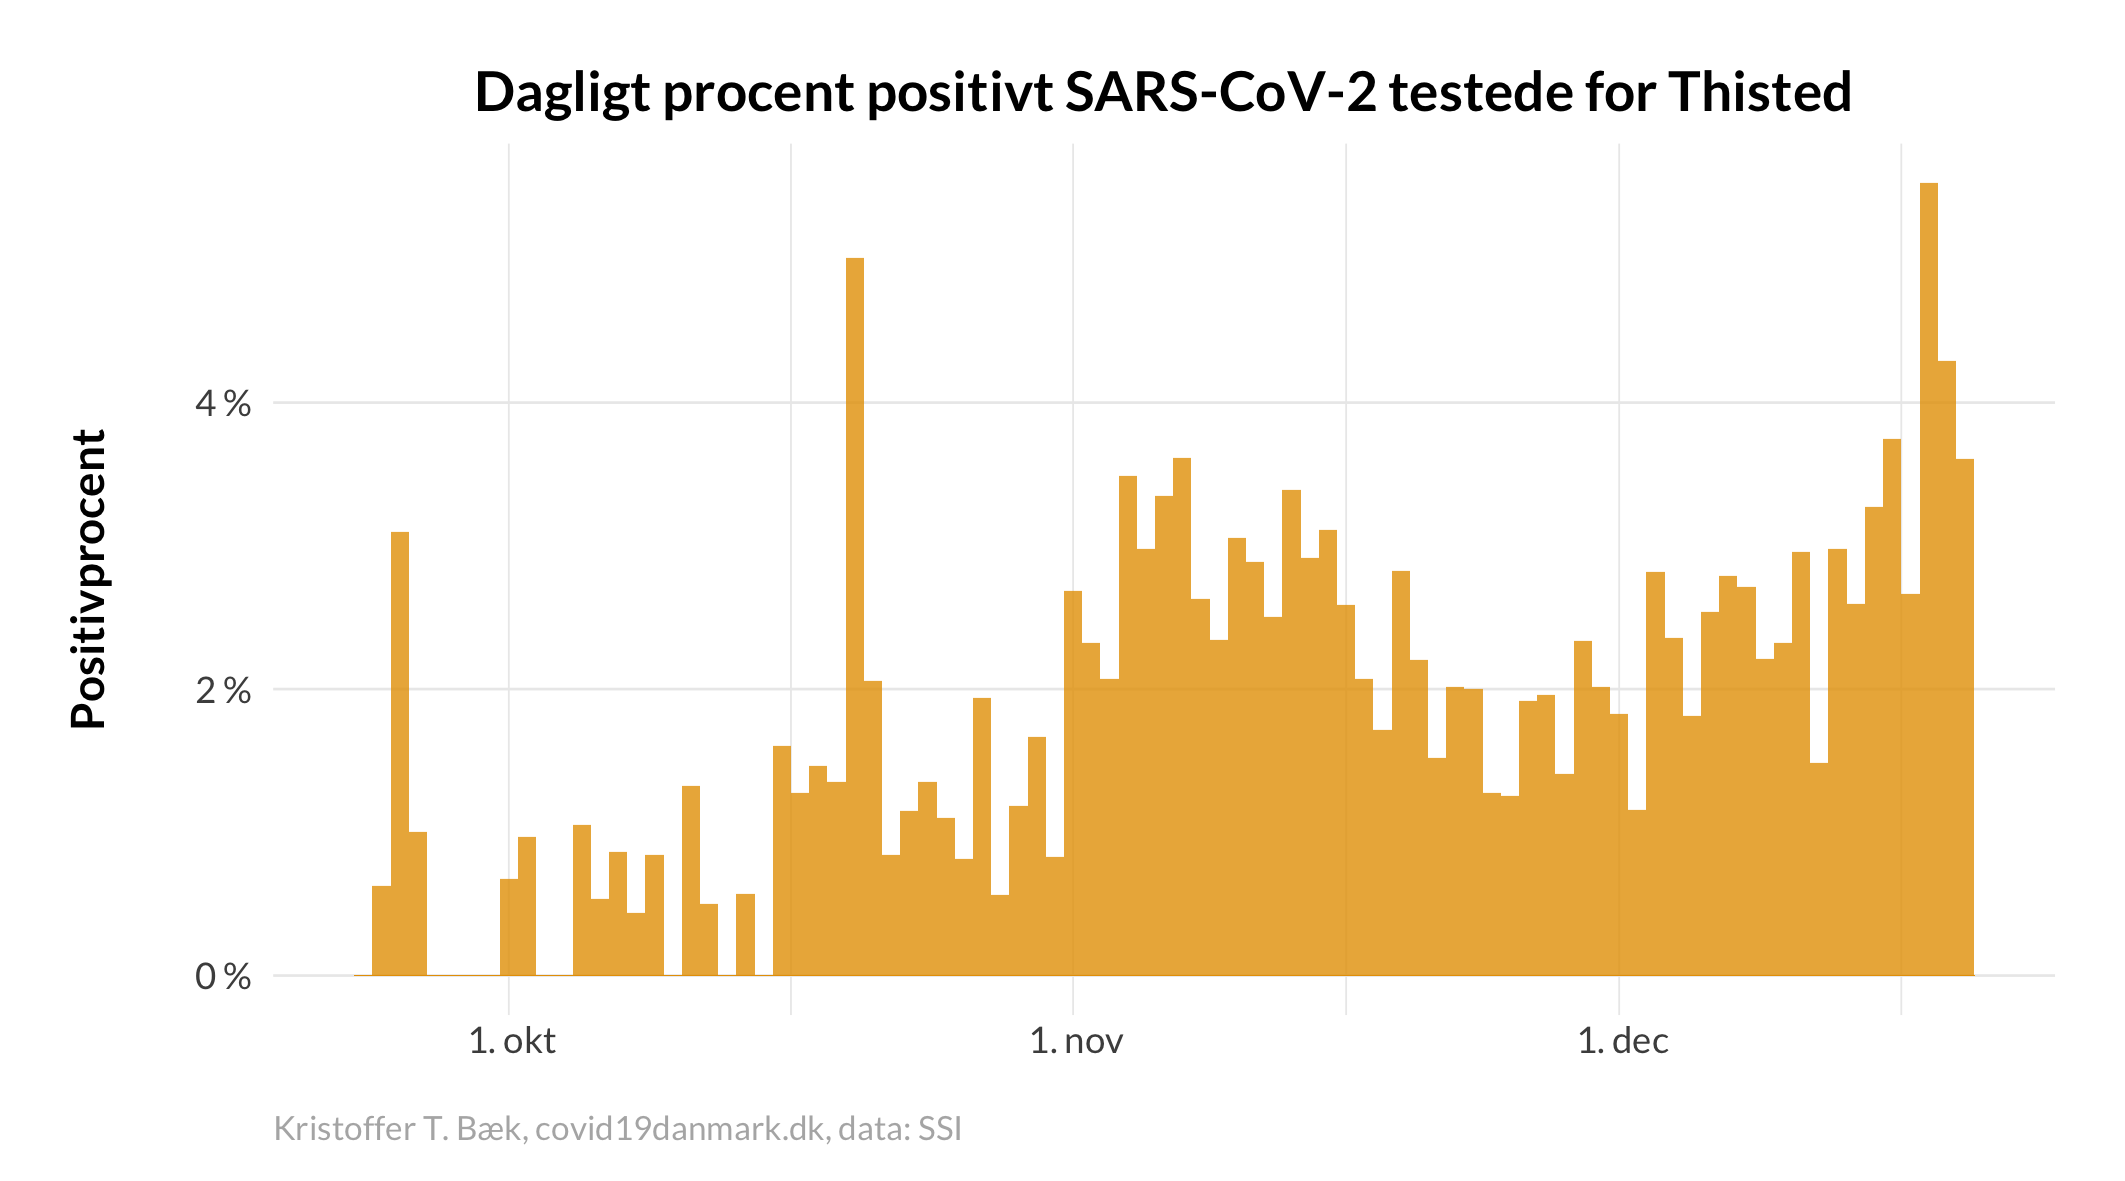 Dagligt procent positivt SARS-CoV-2 testede for Thisted
Positivprocent
4 %
2 %
0 %
1. okt
1. nov
1. dec
Kristoffer T. Bæk, covid19danmark.dk, data: SSI